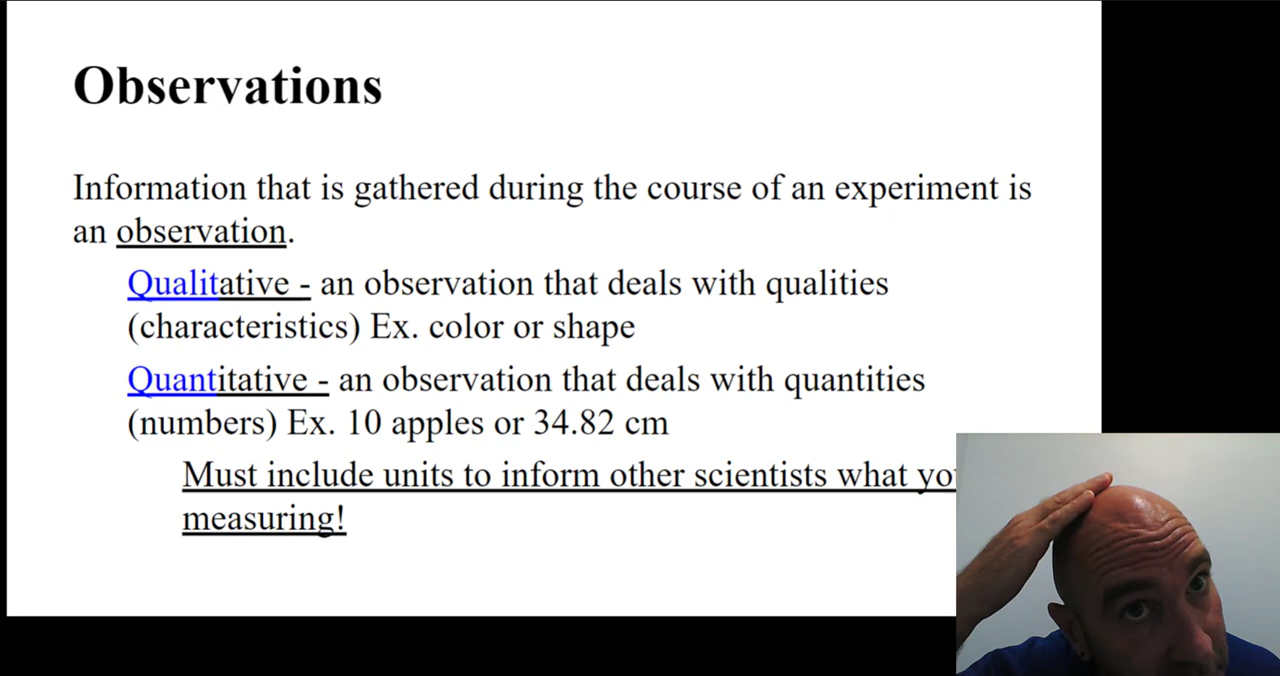 Observations
Information that is gathered during the course of an experiment is
an observation.
Qualitative - an observation that deals with qualities
(characteristics) Ex. color or shape
Quantitative - an observation that deals with quantities
(numbers) Ex. 10 apples or 34.82 cm
Must include units to inform other scientists what
measuring!